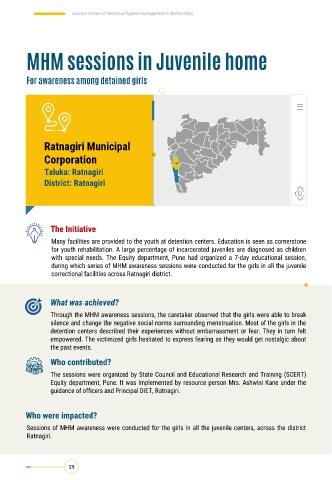 Success Stories of Menstrual Hygiene Management in Maharashtra
MHM sessions in Juvenile home
For awareness among detained girls
Ratnagiri Municipal
Corporation
Taluka: Ratnagiri
District: Ratnagiri
The Initiative
Many facilities are provided to the youth at detention centers. Education is seen as cornerstone
for youth rehabilitation. A large percentage of incarcerated juveniles are diagnosed as children
with special needs. The Equity department, Pune had organized a 7-day educational session,
during which series of MHM awareness sessions were conducted for the girls in all the juvenile
correctional facilities across Ratnagiri district.
What was achieved?
Through the MHM awareness sessions, the caretaker observed that the girls were able to break
silence and change the negative social norms surrounding menstruation. Most of the girls in the
detention centers described their experiences without embarrassment or fear. They in turn felt
empowered. The victimized girls hesitated to express fearing as they would get nostalgic about
the past events.
Who contributed?
The sessions were organized by State Council and Educational Research and Training (SCERT)
Equity department, Pune. It was implemented by resource person Mrs. Ashwini Kane under the
guidance of officers and Principal DIET, Ratnagiri.
Who were impacted?
Sessions of MHM awareness were conducted for the girls in all the juvenile centers, across the district
Ratnagiri.